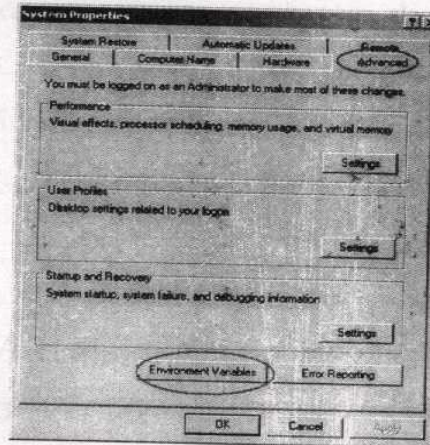 System Properties
System Restore Automatic Updates Remote
General Computer Name Hardware Advanced
You must be logged on as an Administrator to make most of these changes.
Performance
Visual effects, processor scheduling, memory usage, and virtual memory
Settings
User Profiles
Desktop settings related to your logon
Settings
Startup and Recovery
System startup, system failure, and debugging information
Settings
Environment Variables Error Reporting
OK Cancel Apply